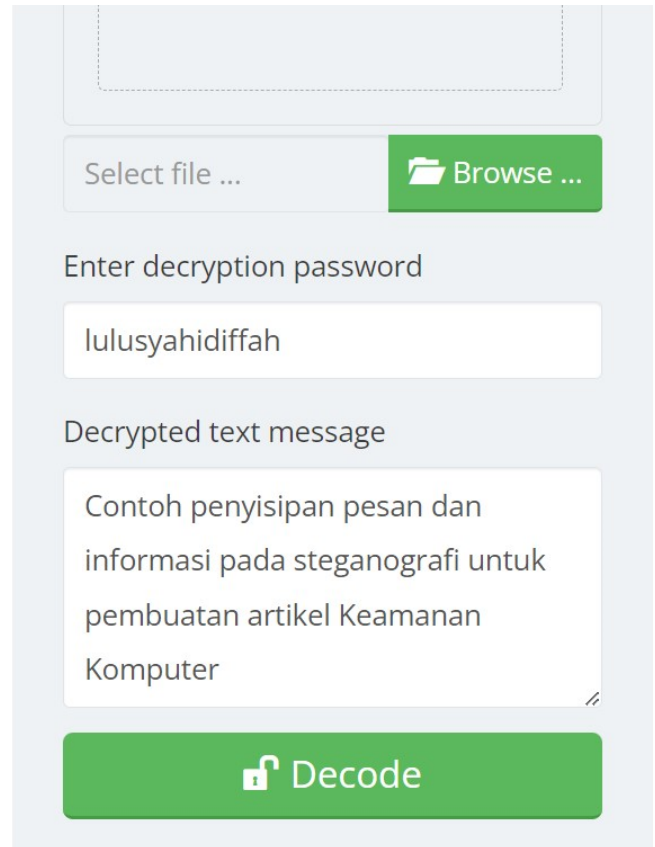 Select file ...
Browse ...
Enter decryption password
lulusyahidiffah
Decrypted text message
Contoh penyisipan pesan dan
informasi pada steganografi untuk
pembuatan artikel Keamanan
Komputer
Decode